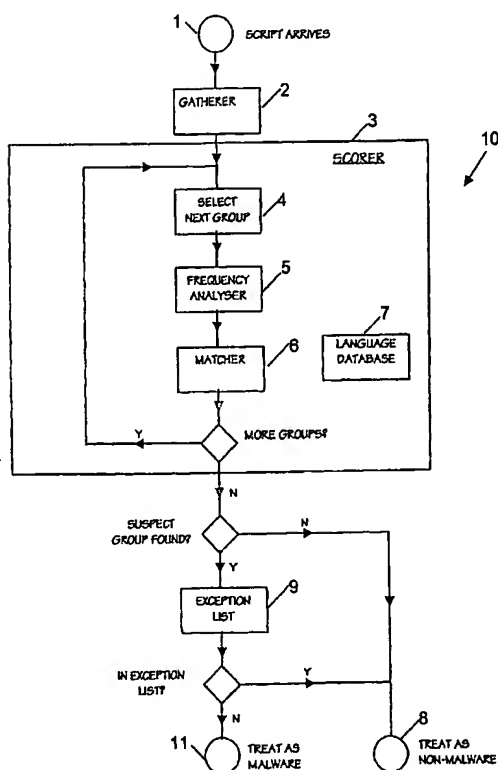 1
SCRIPT ARRIVES
GATHERER
2
3
SCORER
10
SELECT
NEXT GROUP
4
FREQUENCY
ANALYSER
5
MATCHER
6
7
LANGUAGE
DATABASE
Y
MORE GROUPS?
N
SUSPECT
GROUP FOUND?
N
Y
EXCEPTION
LIST
9
IN EXCEPTION
LIST?
Y
N
11
TREAT AS
MALWARE
8
TREAT AS
NON-MALWARE